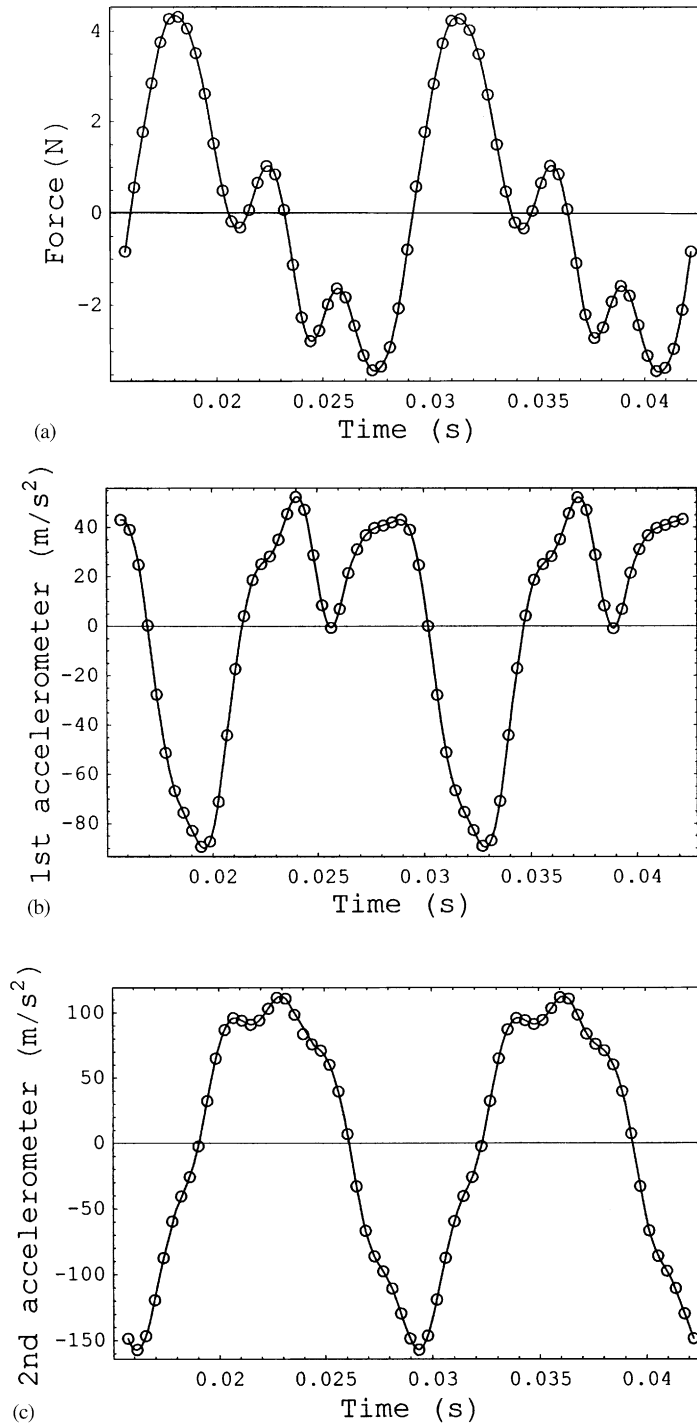 4
2
0
-2
Force(N)
0.02 0.025 0.03 0.035 0.04
(a)
Time (s)
40
20
0
-20
-40
-60
-80
1st accelerometer (m/s²)
0.02 0.025 0.03 0.035 0.04
(b)
Time (s)
100
50
0
-50
-100
-150
2nd accelerometer (m/s²)
0.02 0.025 0.03 0.035 0.04
(c)
Time (s)